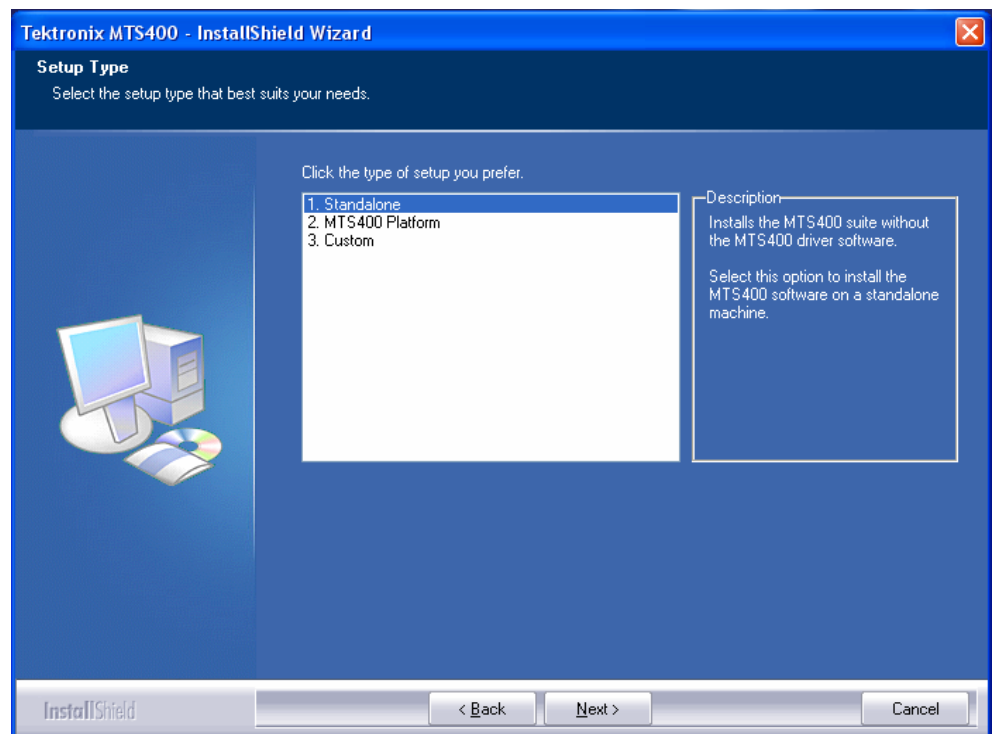 Tektronix MTS400 - InstallShield Wizard
Setup Type
Select the setup type that best suits your needs.
Click the type of setup you prefer.
1. Standalone
2. MTS400 Platform
3. Custom
Description
Installs the MTS400 suite without
the MTS400 driver software.
Select this option to install the
MTS400 software on a standalone
machine.
InstallShield
< Back
Next >
Cancel